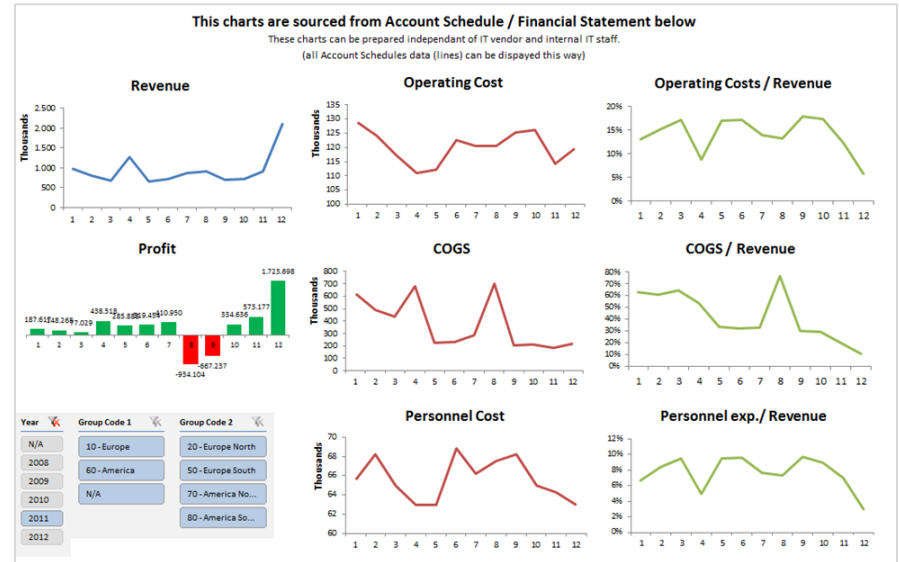 This charts are sourced from Account Schedule / Financial Statement below
These charts can be prepared independant of IT vendor and internal IT staff.
(all Account Schedules data (lines) can be dispayed this way)
Revenue
Thousands
2.500
2.000
1.500
1.000
500
0
1 2 3 4 5 6 7 8 9 10 11 12
Operating Cost
Thousands
135
130
125
120
115
110
105
100
1 2 3 4 5 6 7 8 9 10 11 12
Operating Costs / Revenue
20%
15%
10%
5%
0%
1 2 3 4 5 6 7 8 9 10 11 12
Profit
77.029
438.518
334.636
573.177
1.723.698
-934.104
-667.237
1 2 3 4 5 6 7 8 9 10 11 12
COGS
Thousands
800
700
600
500
400
300
200
100
0
1 2 3 4 5 6 7 8 9 10 11 12
COGS / Revenue
80%
70%
60%
50%
40%
30%
20%
10%
0%
1 2 3 4 5 6 7 8 9 10 11 12
Year
N/A
2008
2009
2010
2011
2012
Group Code 1
10 - Europe
60 - America
N/A
Group Code 2
20 - Europe North
50 - Europe South
70 - America No...
80 - America So...
Personnel Cost
Thousands
70
68
66
64
62
60
1 2 3 4 5 6 7 8 9 10 11 12
Personnel exp./ Revenue
12%
10%
8%
6%
4%
2%
0%
1 2 3 4 5 6 7 8 9 10 11 12